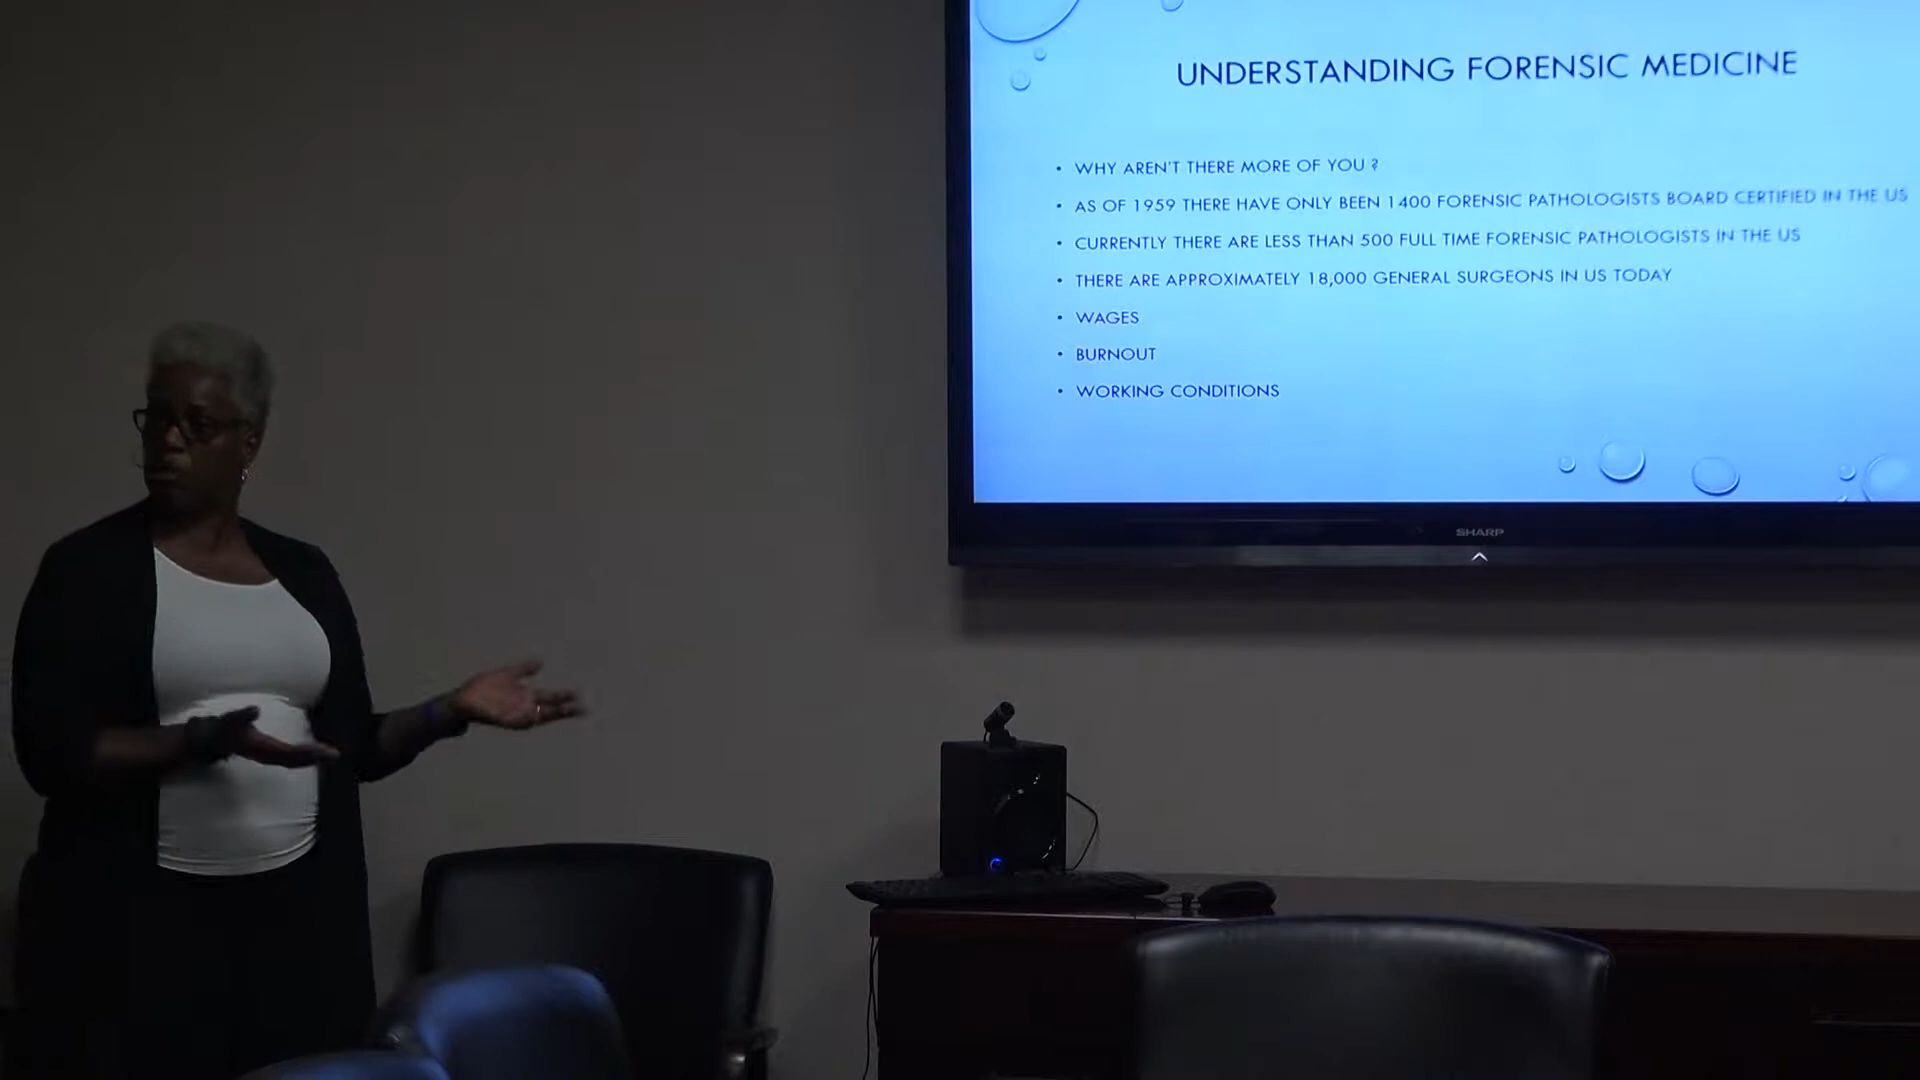 UNDERSTANDING FORENSIC MEDICINE
• WHY AREN'T THERE MORE OF YOU ?
• AS OF 1959 THERE HAVE ONLY BEEN 1400 FORENSIC PATHOLOGISTS BOARD CERTIFIED IN THE US
• CURRENTLY THERE ARE LESS THAN 500 FULL TIME FORENSIC PATHOLOGISTS IN THE US
• THERE ARE APPROXIMATELY 18,000 GENERAL SURGEONS IN US TODAY
• WAGES
• BURNOUT
• WORKING CONDITIONS
SHARP